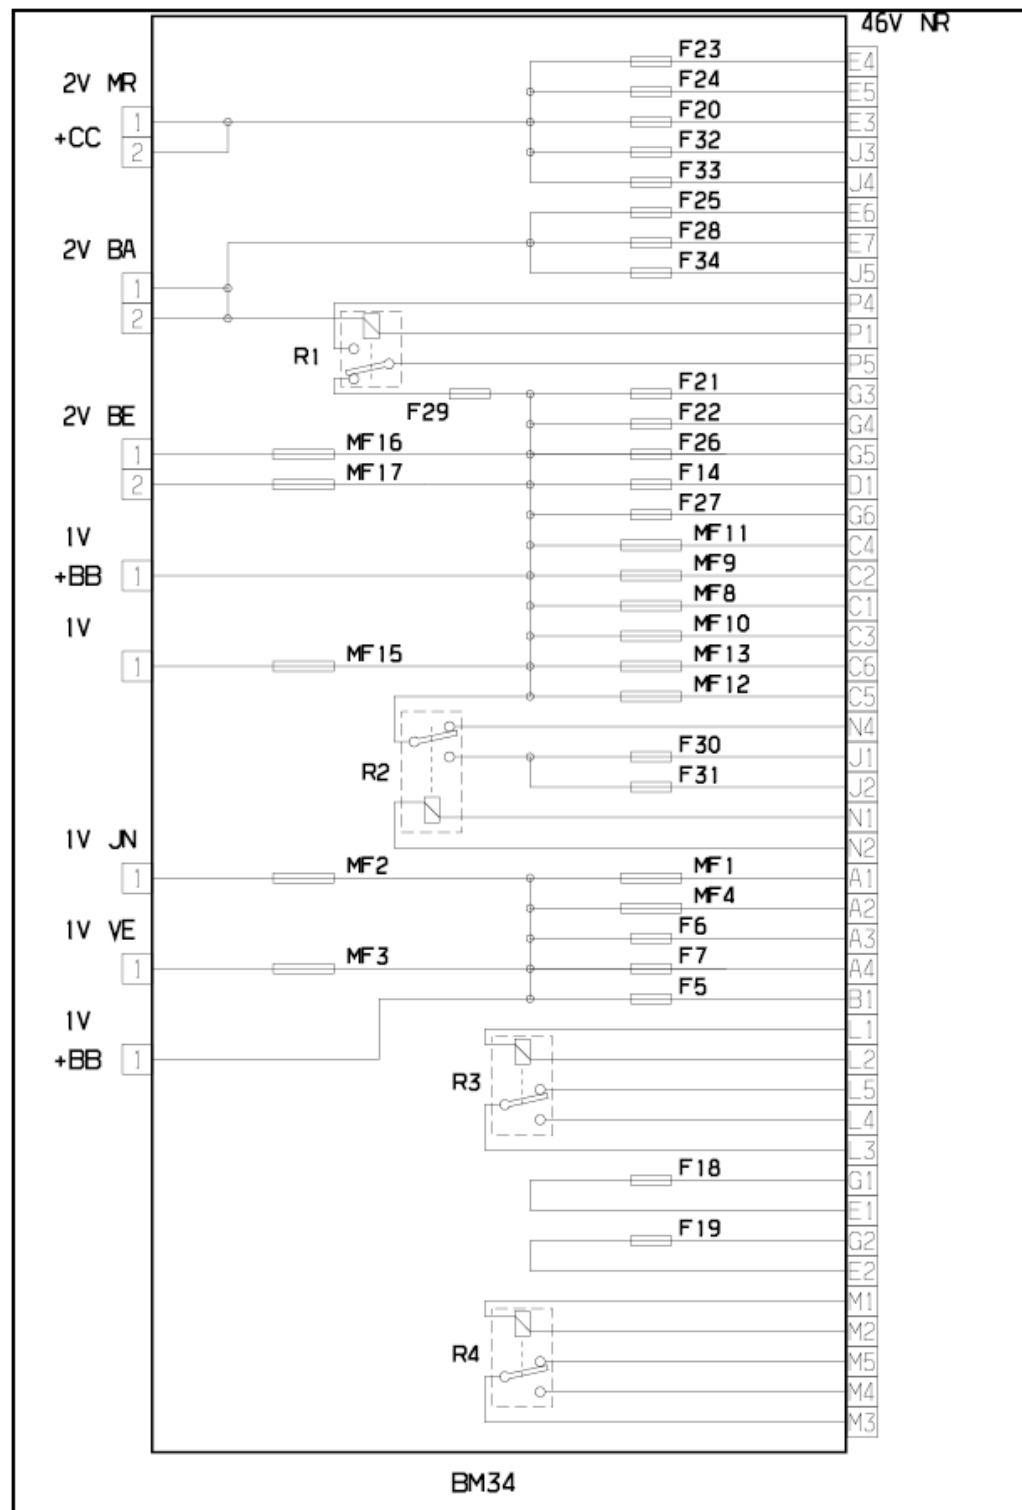 46V NR
F23
E4
2V MR
F24
E5
1
F20
E3
+CC
2
F32
J3
F33
J4
F25
E6
2V BA
F28
E7
1
F34
J5
2
P4
P1
R1
P5
F21
G3
2V BE
F29
F22
G4
1
MF16
F26
G5
2
MF17
F14
D1
F27
G6
1V
MF11
C4
+BB
1
MF9
C2
MF8
C1
1V
MF10
C3
1
MF15
MF13
C6
MF12
C5
N4
F30
J1
R2
F31
J2
N1
1V JN
N2
1
MF2
MF1
A1
MF4
A2
1V VE
F6
A3
1
MF3
F7
A4
F5
B1
1V
L1
+BB
1
L2
R3
L5
L4
L3
F18
G1
E1
F19
G2
E2
M1
M2
R4
M5
M4
M3
BM34